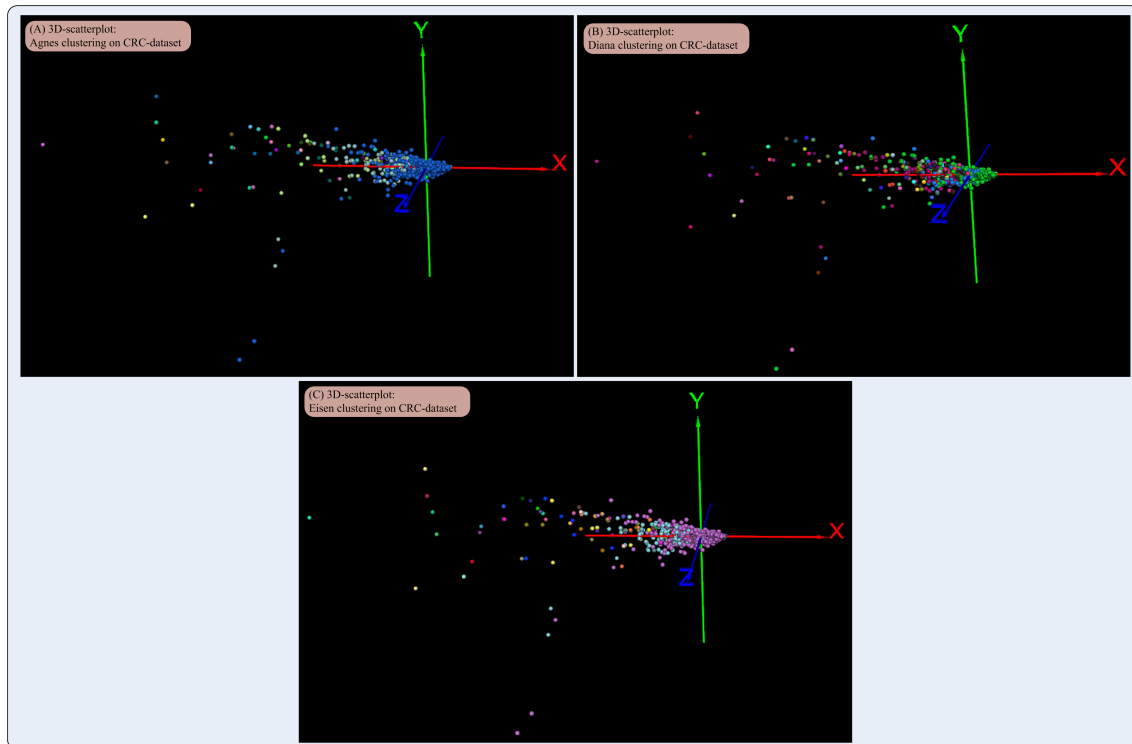 (A) 3D-scatterplot:
Agnes clustering on CRC-dataset
Y
X
Z
(B) 3D-scatterplot:
Diana clustering on CRC-dataset
Y
X
Z
(C) 3D-scatterplot:
Eisen clustering on CRC-dataset
Y
X
Z